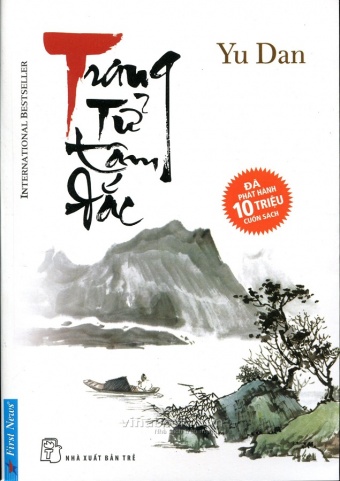 INTERNATIONAL BESTSELLER
Yu Dan
Trang
Tử
tâm
đắc
ĐÃ
PHÁT HÀNH
10 TRIỆU
CUỐN SÁCH
First News
NHÀ XUẤT BẢN TRẺ